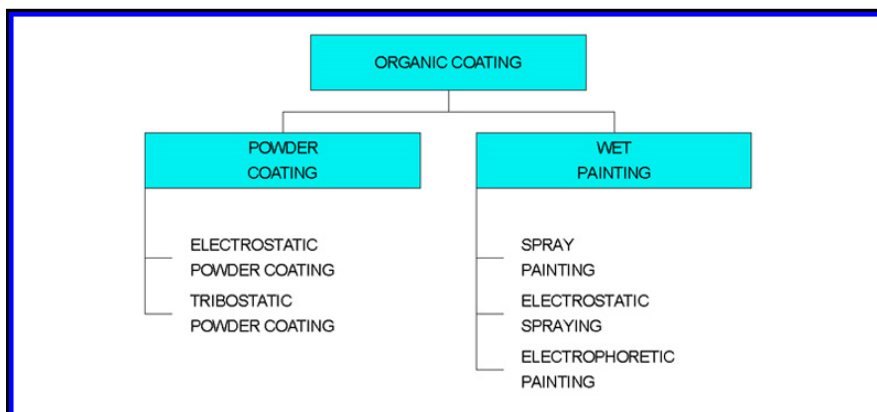 ORGANIC COATING
POWDER
COATING
WET
PAINTING
ELECTROSTATIC
POWDER COATING
TRIBOSTATIC
POWDER COATING
SPRAY
PAINTING
ELECTROSTATIC
SPRAYING
ELECTROPHORETIC
PAINTING